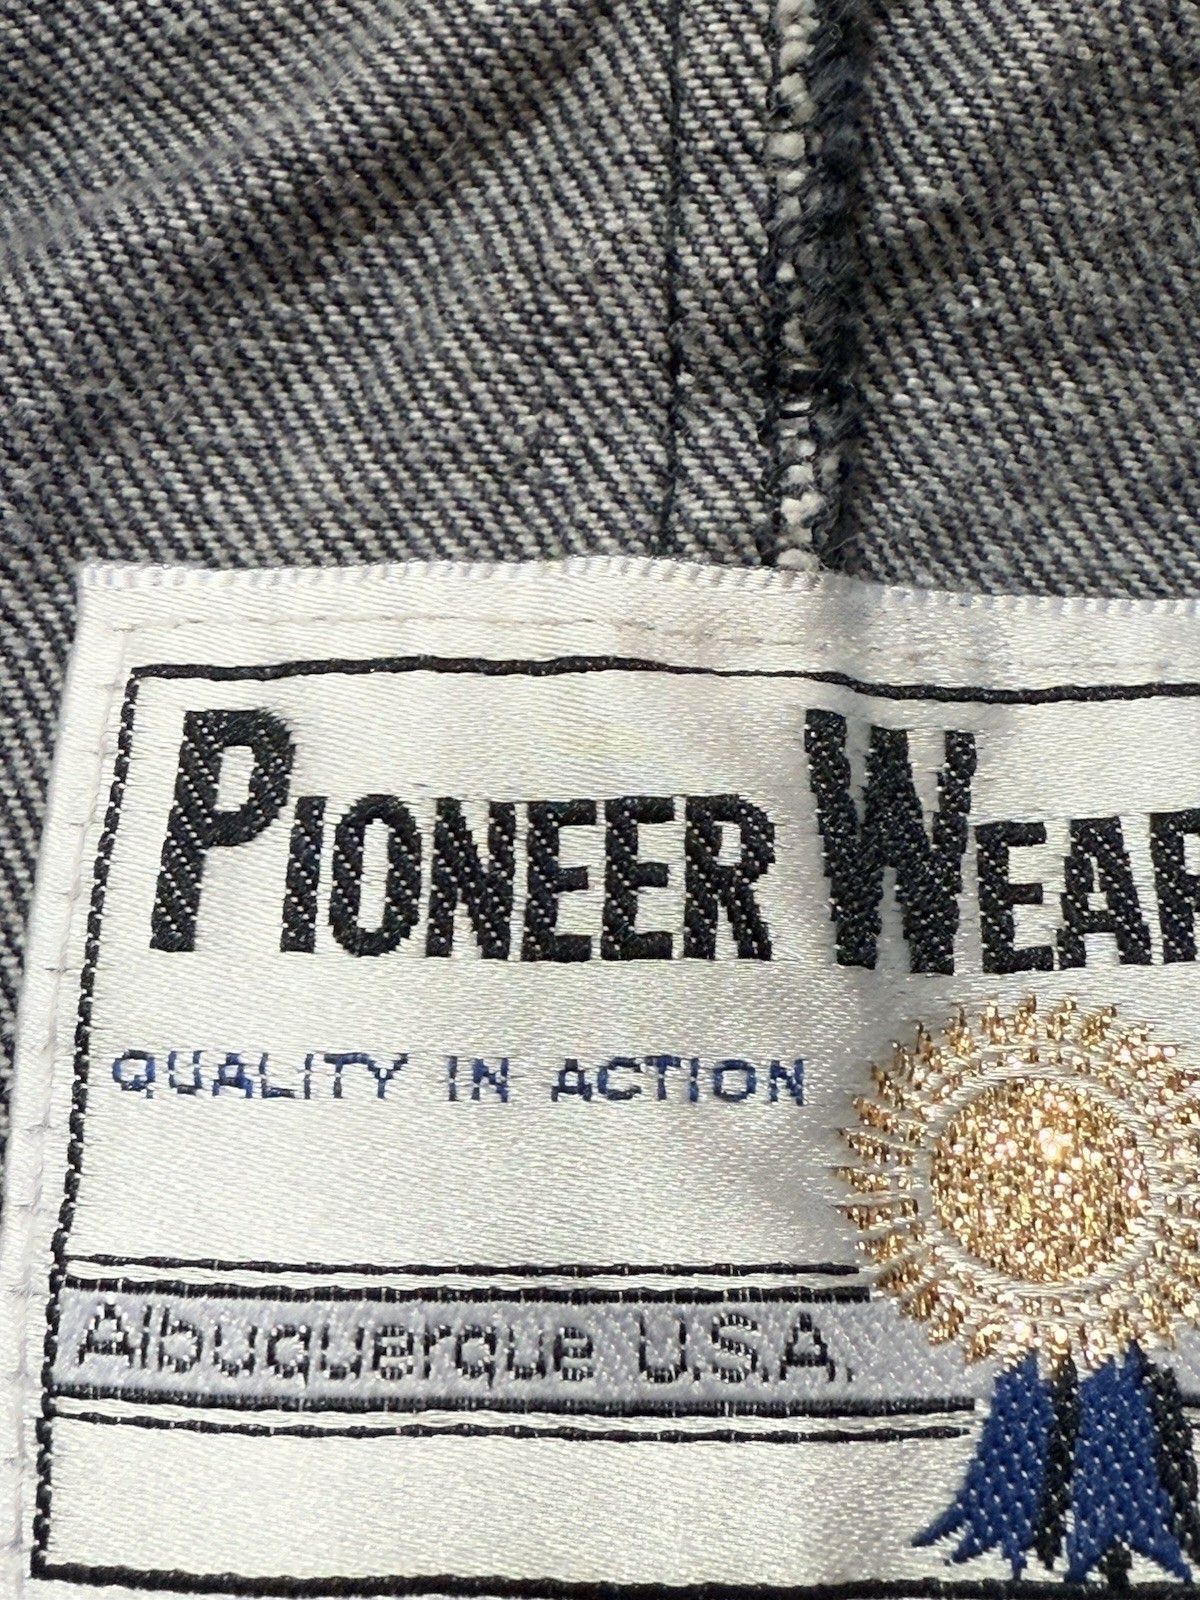 PIONEER WEAR
QUALITY IN ACTION
Albuquerque U.S.A.